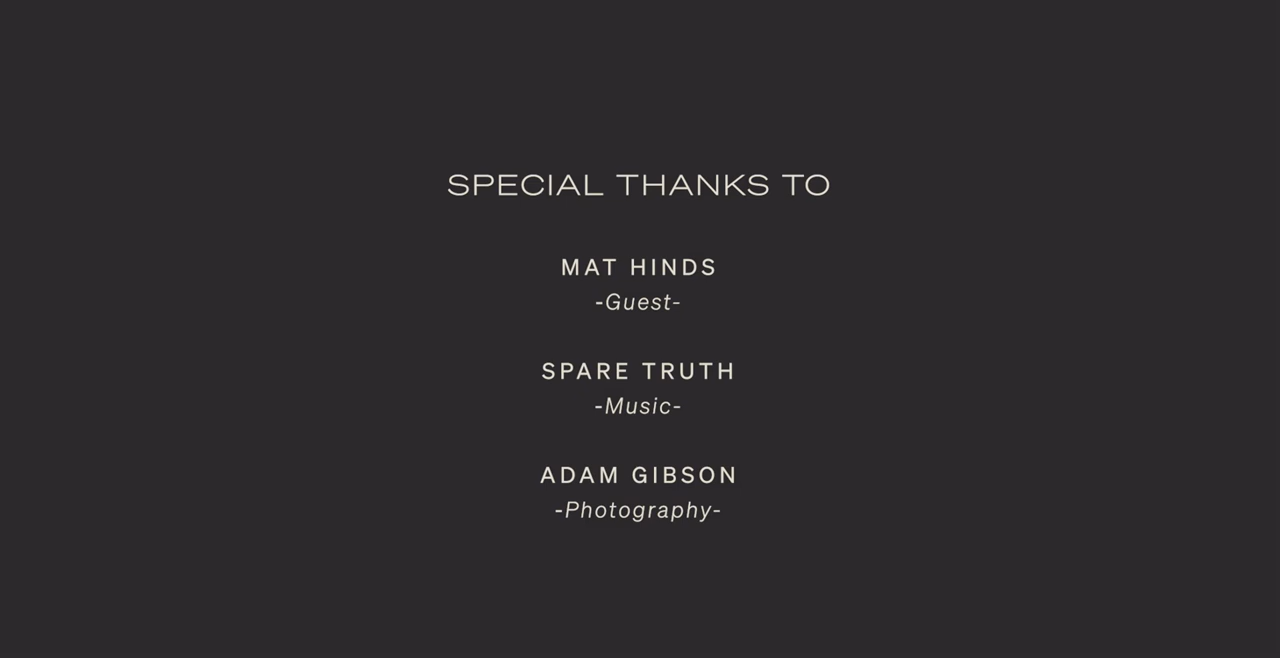 SPECIAL THANKS TO
MAT HINDS
-Guest-
SPARE TRUTH
-Music-
ADAM GIBSON
-Photography-